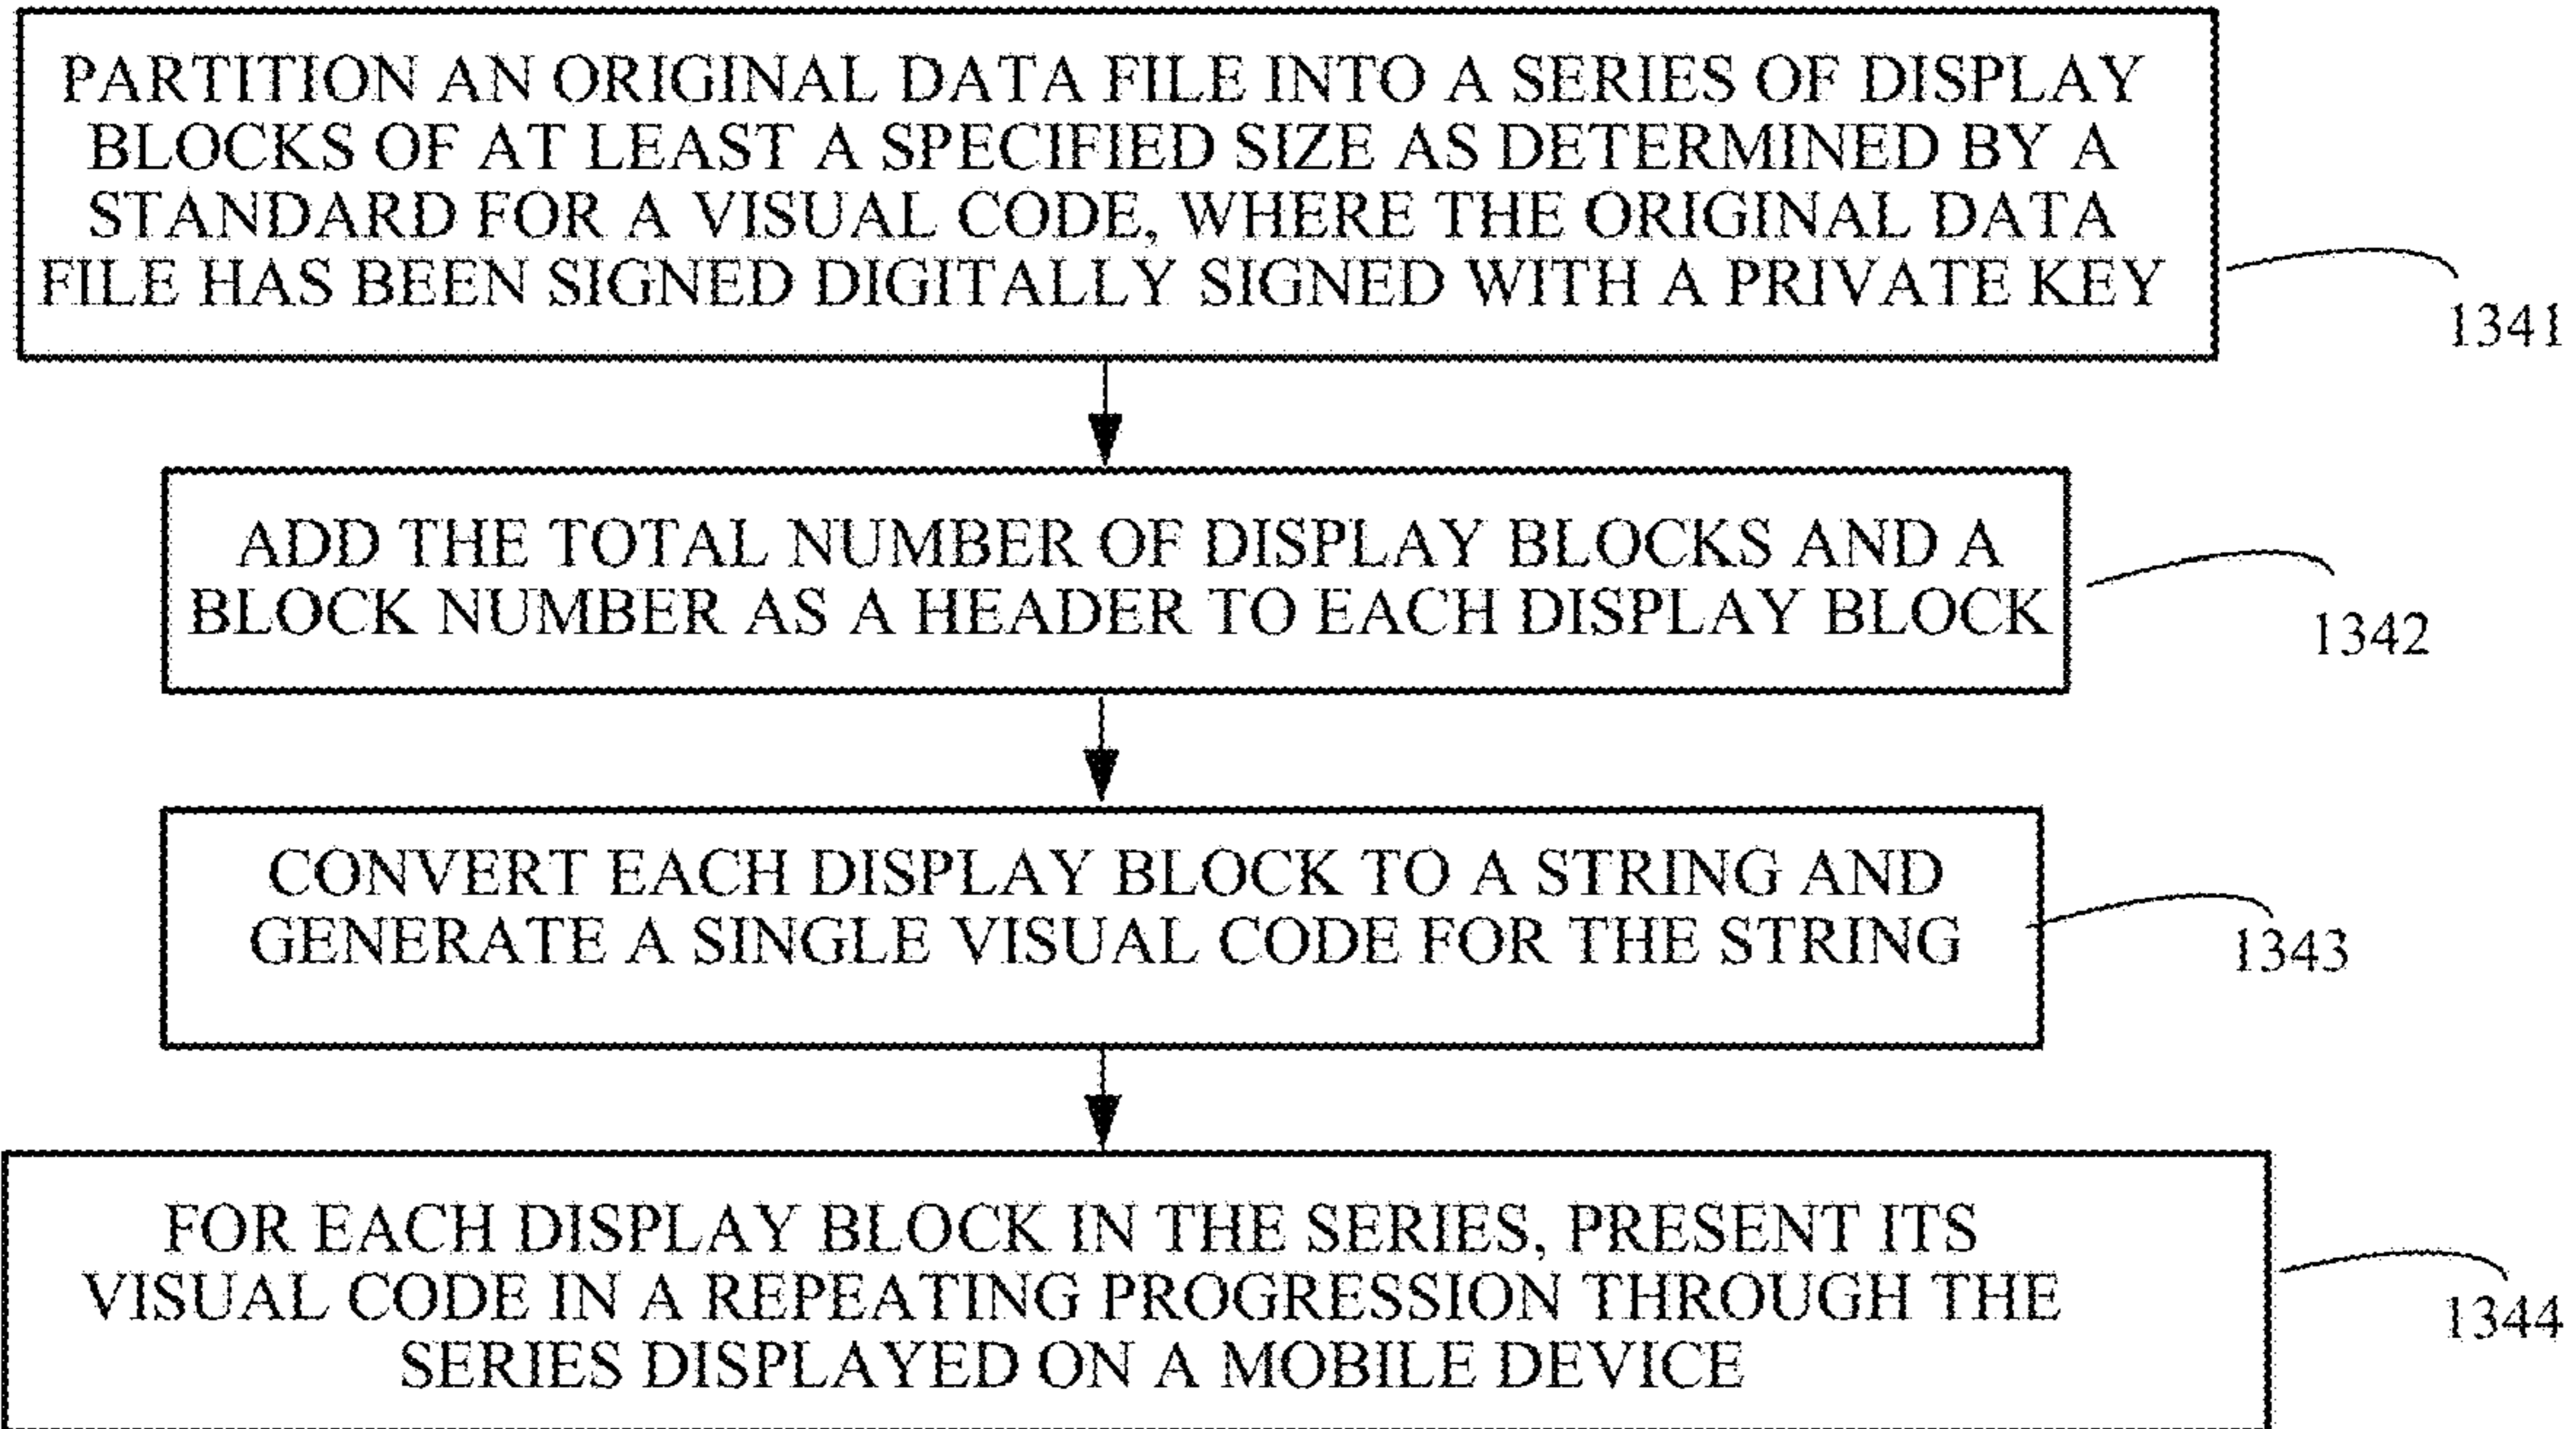 PARTITION AN ORIGINAL DATA FILE INTO A SERIES OF DISPLAY
BLOCKS OF AT LEAST A SPECIFIED SIZE AS DETERMINED BY A
STANDARD FOR A VISUAL CODE, WHERE THE ORIGINAL DATA
FILE HAS BEEN SIGNED DIGITALLY SIGNED WITH A PRIVATE KEY
1341
ADD THE TOTAL NUMBER OF DISPLAY BLOCKS AND A
BLOCK NUMBER AS A HEADER TO EACH DISPLAY BLOCK
1342
CONVERT EACH DISPLAY BLOCK TO A STRING AND
GENERATE A SINGLE VISUAL CODE FOR THE STRING
1343
FOR EACH DISPLAY BLOCK IN THE SERIES, PRESENT ITS
VISUAL CODE IN A REPEATING PROGRESSION THROUGH THE
SERIES DISPLAYED ON A MOBILE DEVICE
1344